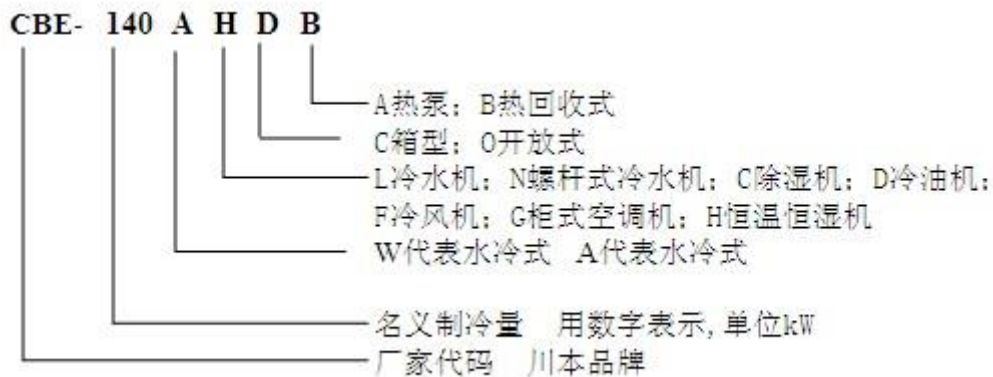 CBE- 140 A H D B
A热泵；B热回收式
C箱型；O开放式
L冷水机；N螺杆式冷水机；C除湿机；D冷油机；
F冷风机；G柜式空调机；H恒温恒湿机
W代表水冷式 A代表水冷式
名义制冷量 用数字表示,单位kW
厂家代码 川本品牌